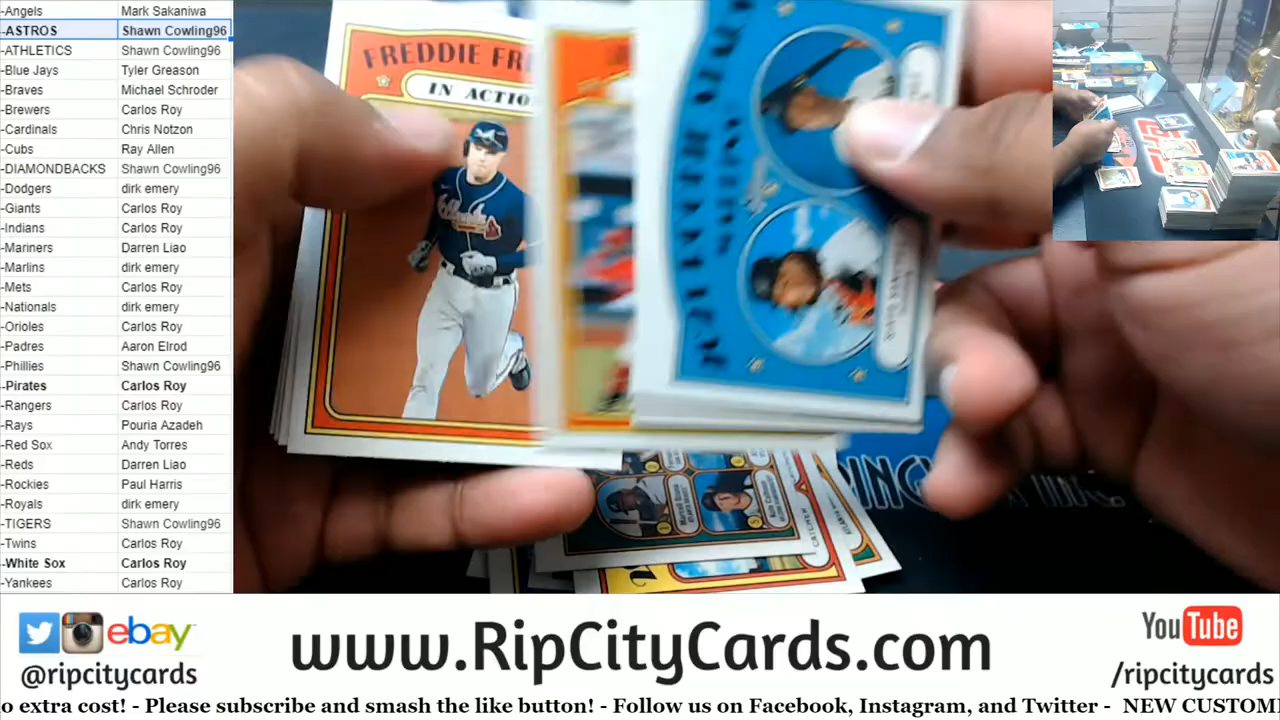 -Angels Mark Sakaniwa
-ASTROS Shawn Cowling96
-ATHLETICS Shawn Cowling96
-Blue Jays Tyler Greason
-Braves Michael Schroder
-Brewers Carlos Roy
-Cardinals Chris Notzon
-Cubs Ray Allen
-DIAMONDBACKS Shawn Cowling96
-Dodgers dirk emery
-Giants Carlos Roy
-Indians Carlos Roy
-Mariners Darren Liao
-Marlins dirk emery
-Mets Carlos Roy
-Nationals dirk emery
-Orioles Carlos Roy
-Padres Aaron Elrod
-Phillies Shawn Cowling96
-Pirates Carlos Roy
-Rangers Carlos Roy
-Rays Pouria Azadeh
-Red Sox Andy Torres
-Reds Darren Liao
-Rockies Paul Harris
-Royals dirk emery
-TIGERS Shawn Cowling96
-Twins Carlos Roy
-White Sox Carlos Roy
-Yankees Carlos Roy
FREDDIE
IN ACTIO
CATCHER
ebay
@ripcitycards
www.RipCityCards.com
YouTube
/ripcitycards
o extra cost! - Please subscribe and smash the like button! - Follow us on Facebook, Instagram, and Twitter - NEW CUSTOM